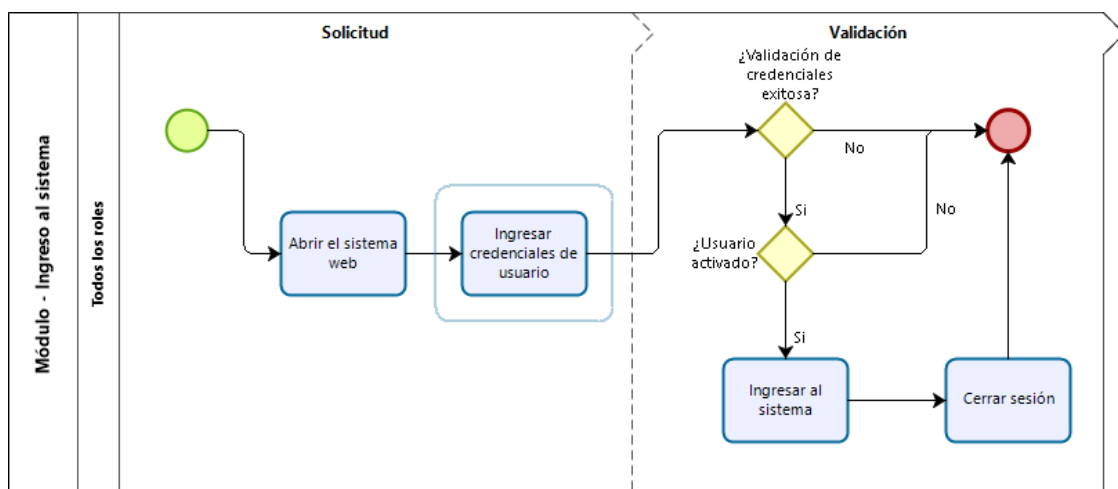 Módulo - Ingreso al sistema
Todos los roles
Solicitud
Validación
Abrir el sistema
web
Ingresar
credenciales de
usuario
¿Validación de
credenciales
exitosa?
No
Si
¿Usuario
activado?
No
Si
Ingresar al
sistema
Cerrar sesión